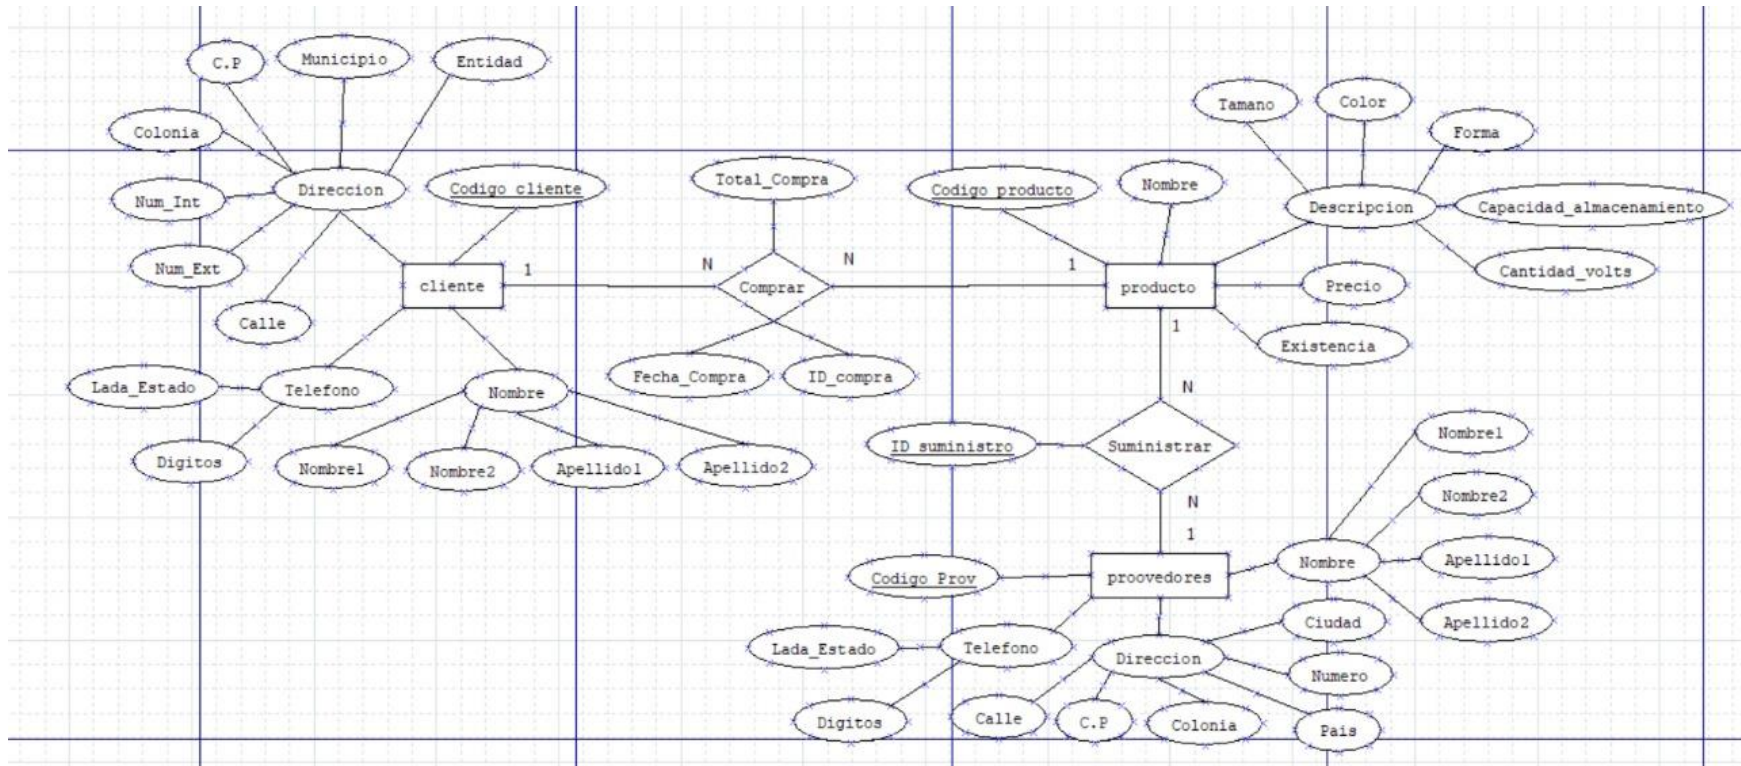 C.P
Municipio
Entidad
Colonia
Direccion
Codigo cliente
Num_Int
Num_Ext
Calle
cliente
1
N
Total_Compra
Comprar
N
Fecha_Compra
ID_compra
Lada_Estado
Telefono
Digitos
Nombre
Nombre1
Nombre2
Apellido1
Apellido2
Codigo producto
Nombre
Tamano
Color
Forma
Descripcion
Capacidad_almacenamiento
Cantidad_volts
1
producto
Precio
Existencia
1
N
ID suministro
Suministrar
N
1
Codigo Prov
proovedores
Nombre
Nombre1
Nombre2
Apellido1
Apellido2
Lada_Estado
Telefono
Digitos
Direccion
Ciudad
Numero
Calle
C.P
Colonia
Pais